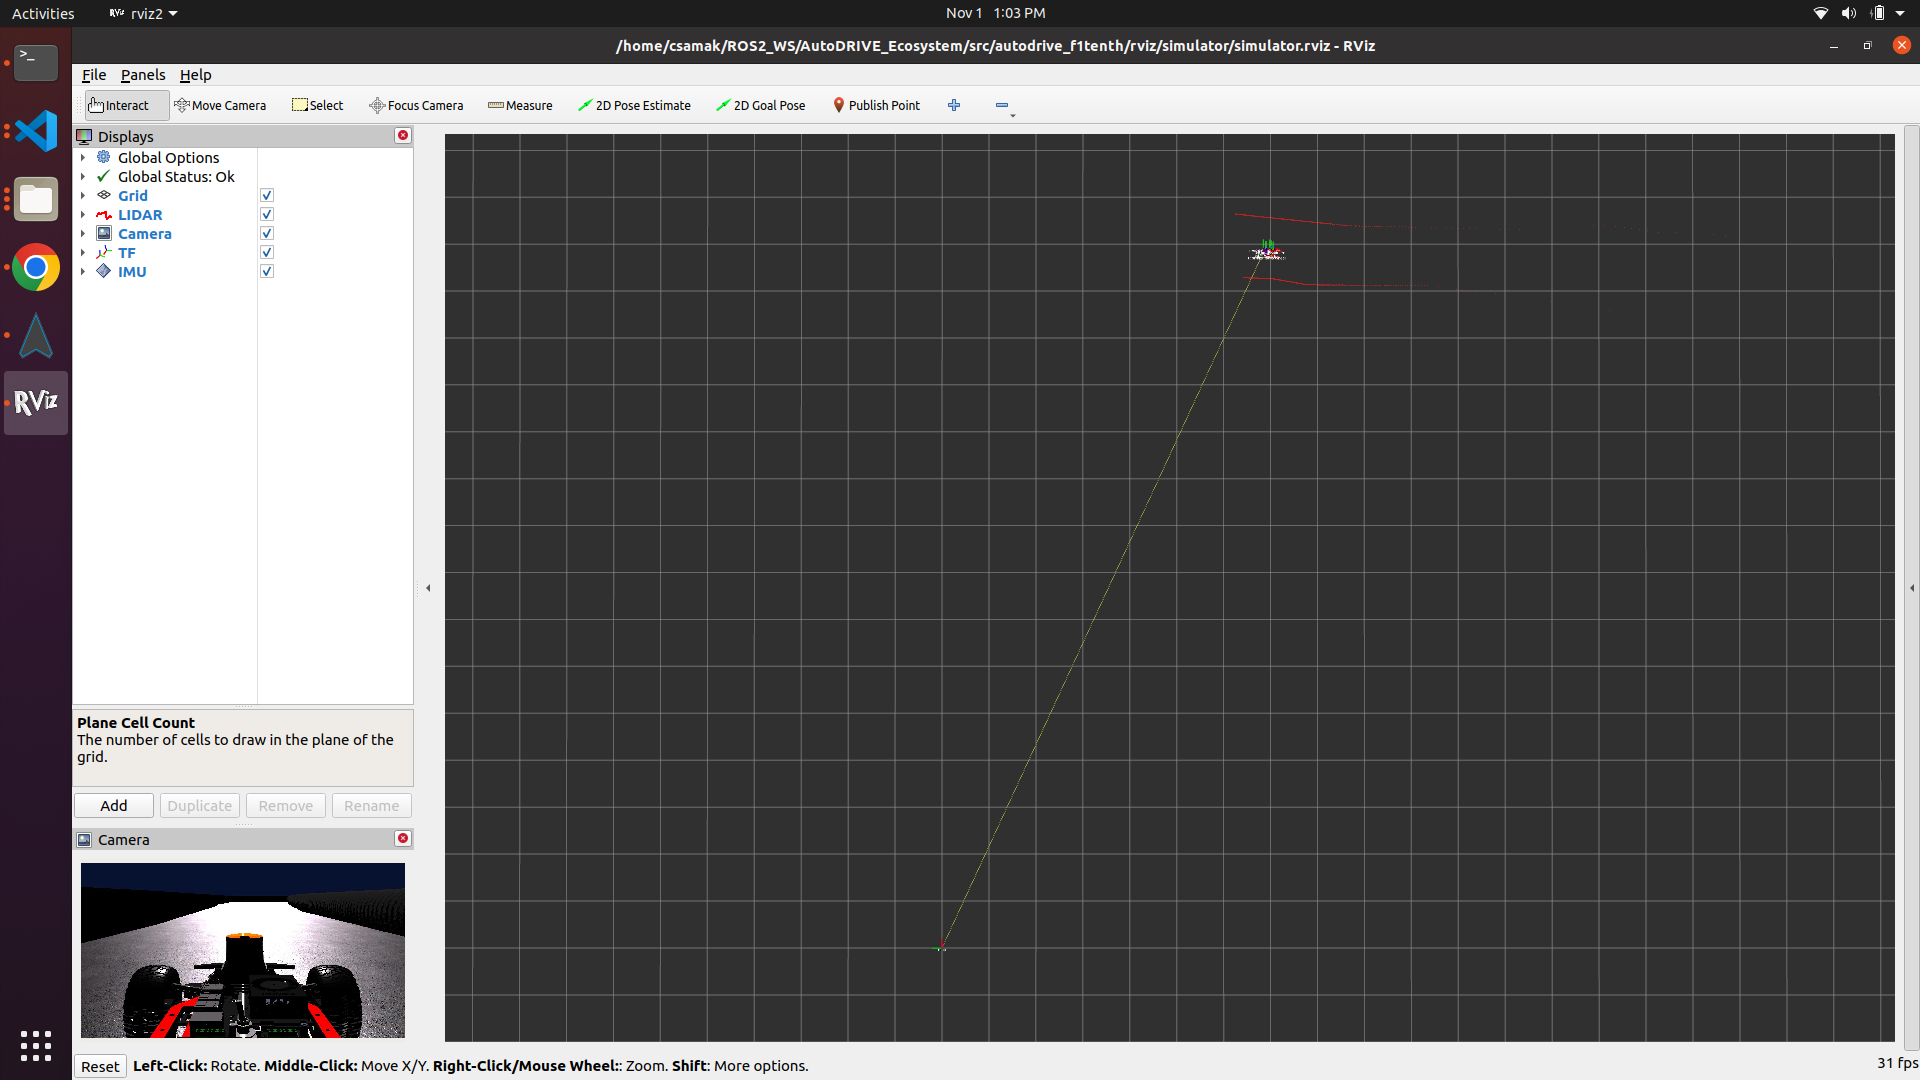 Activities
RViz rviz2
Nov 1 1:03 PM
/home/csamak/ROS2_WS/AutoDRIVE_Ecosystem/src/autodrive_f1tenth/rviz/simulator/simulator.rviz - RViz
File Panels Help
Interact Move Camera Select Focus Camera Measure 2D Pose Estimate 2D Goal Pose Publish Point
Displays
Global Options
Global Status: Ok
Grid
LIDAR
Camera
TF
IMU
>_
RViz
Plane Cell Count
The number of cells to draw in the plane of the
grid.
Add Duplicate Remove Rename
Camera
Reset Left-Click: Rotate. Middle-Click: Move X/Y. Right-Click/Mouse Wheel:: Zoom. Shift: More options.
31 fps